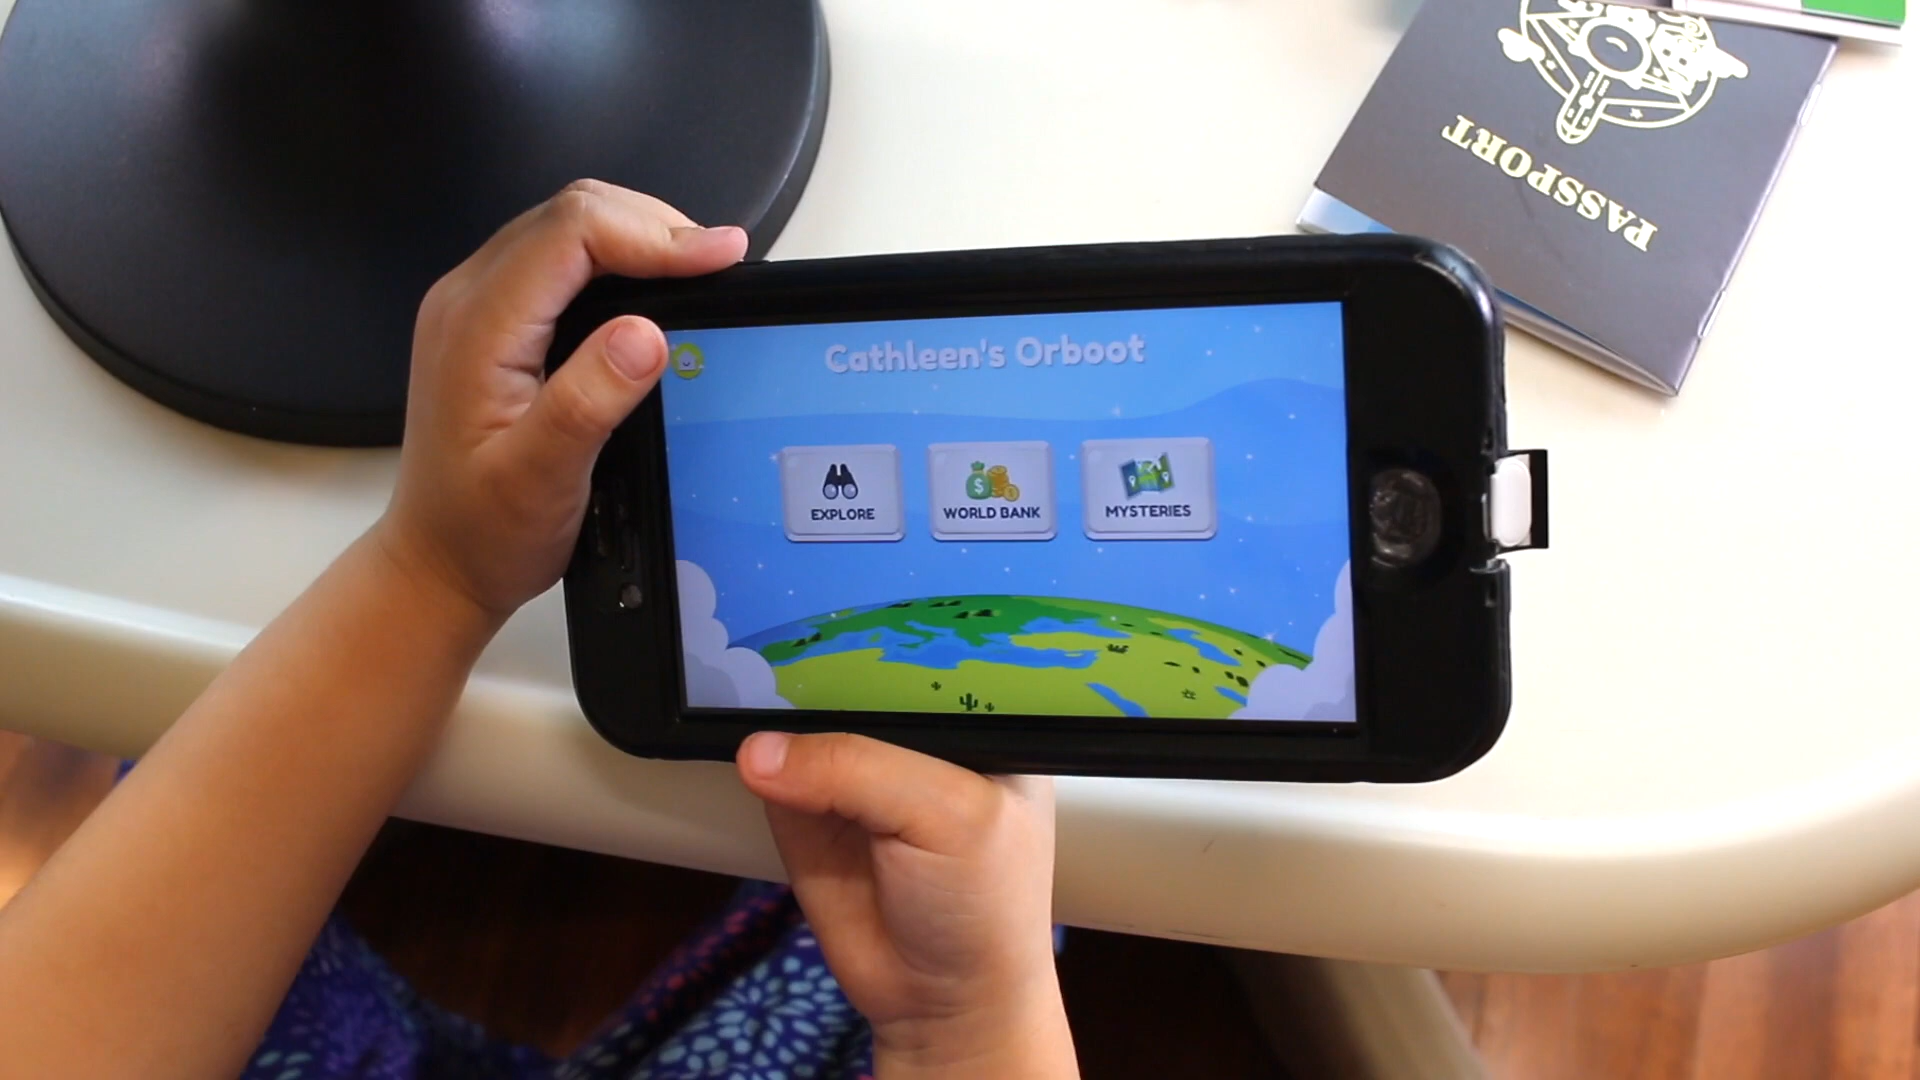 Cathleen's Orboot
EXPLORE
WORLD BANK
MYSTERIES
PASSPORT